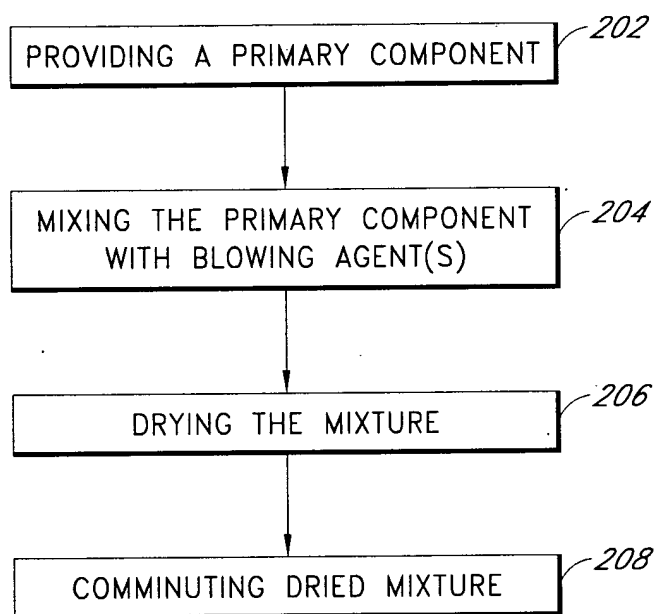 202
PROVIDING A PRIMARY COMPONENT
204
MIXING THE PRIMARY COMPONENT
WITH BLOWING AGENT(S)
206
DRYING THE MIXTURE
208
COMMINUTING DRIED MIXTURE